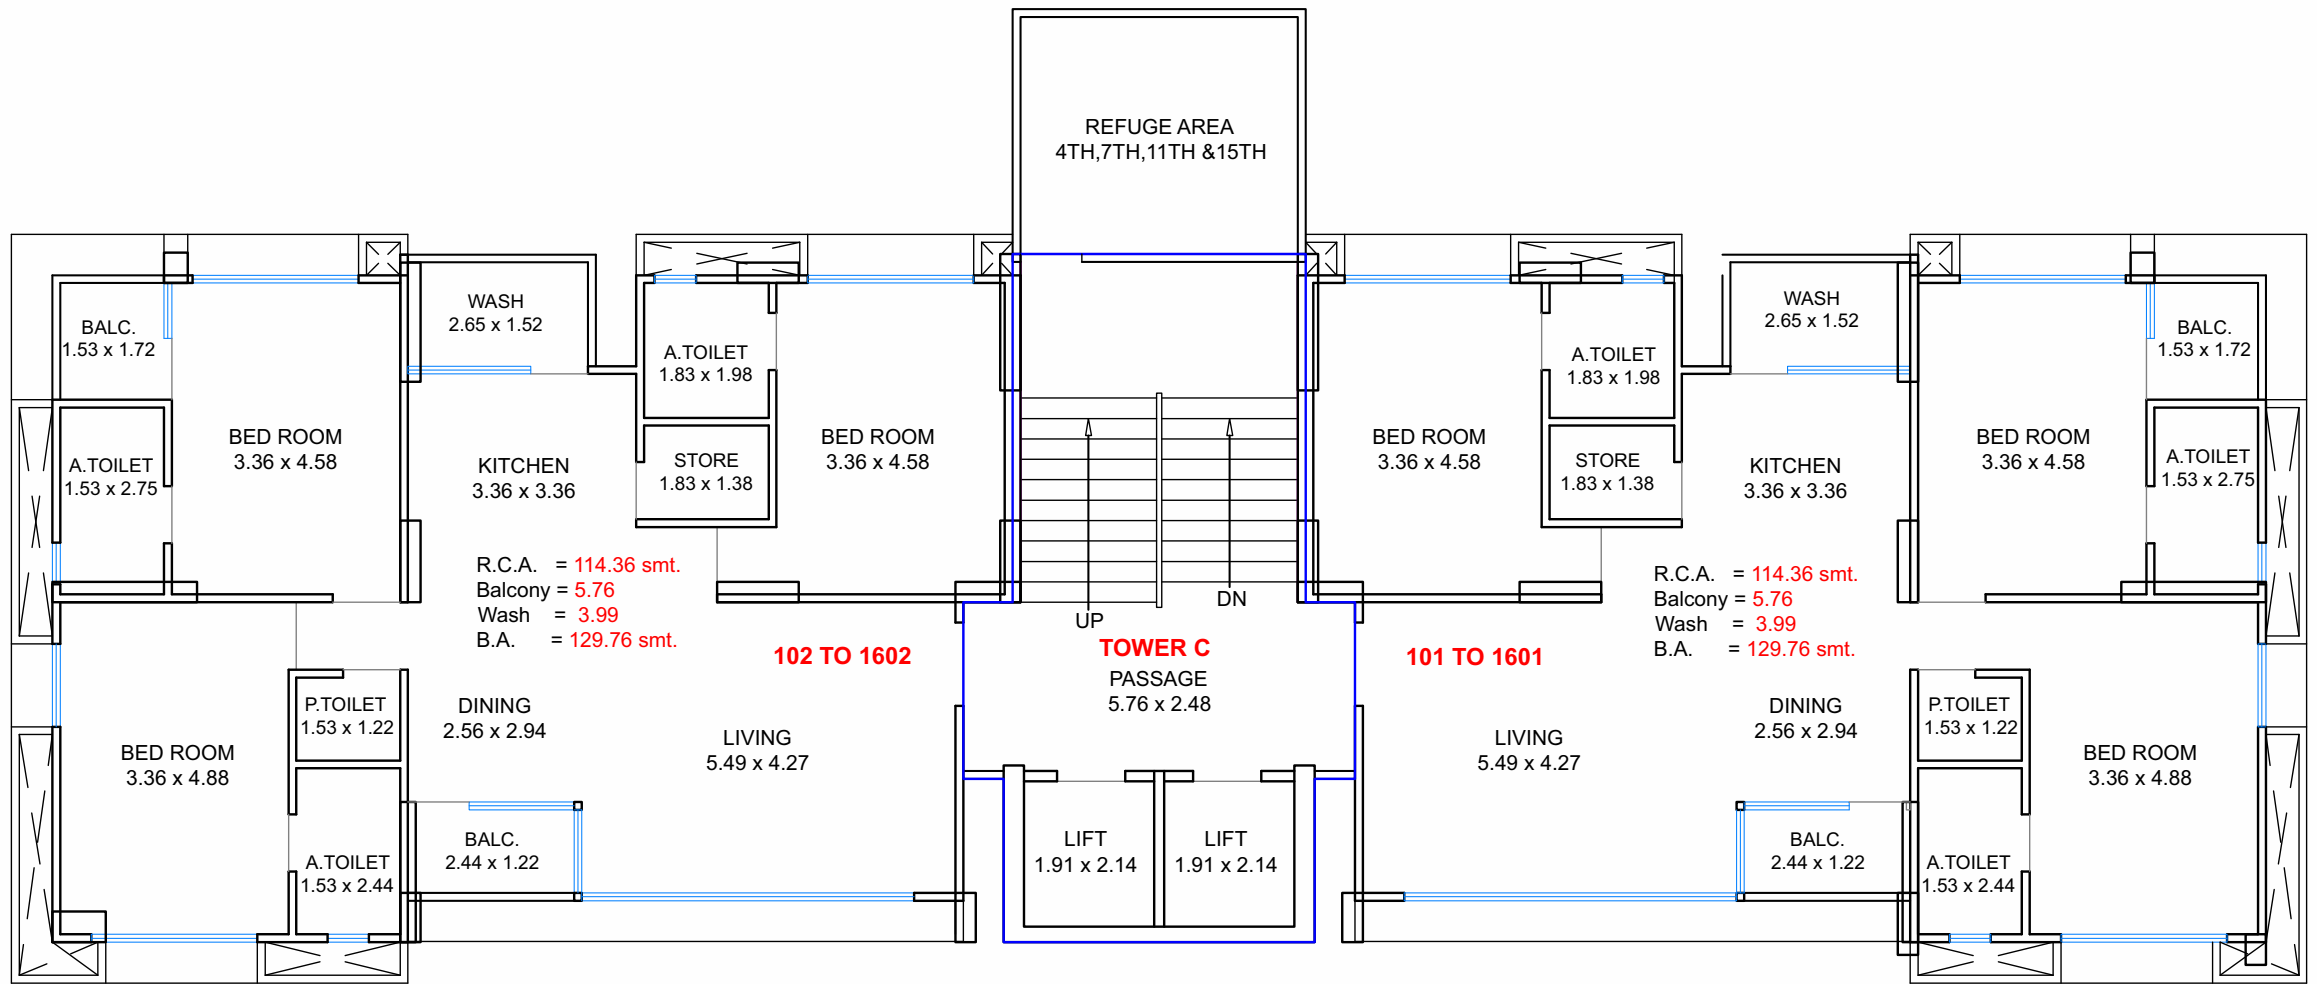 REFUGE AREA
4TH,7TH,11TH &15TH
BALC.
1.53 x 1.72
WASH
2.65 x 1.52
A.TOILET
1.83 x 1.98
BED ROOM
3.36 x 4.58
A.TOILET
1.53 x 2.75
KITCHEN
3.36 x 3.36
STORE
1.83 x 1.38
BED ROOM
3.36 x 4.58
R.C.A. = 114.36 smt.
Balcony = 5.76
Wash = 3.99
B.A. = 129.76 smt.
102 TO 1602
P.TOILET
1.53 x 1.22
DINING
2.56 x 2.94
LIVING
5.49 x 4.27
BED ROOM
3.36 x 4.88
A.TOILET
1.53 x 2.44
BALC.
2.44 x 1.22
UP
DN
TOWER C
PASSAGE
5.76 x 2.48
LIFT
1.91 x 2.14
LIFT
1.91 x 2.14
WASH
2.65 x 1.52
BALC.
1.53 x 1.72
A.TOILET
1.83 x 1.98
BED ROOM
3.36 x 4.58
STORE
1.83 x 1.38
KITCHEN
3.36 x 3.36
BED ROOM
3.36 x 4.58
A.TOILET
1.53 x 2.75
R.C.A. = 114.36 smt.
Balcony = 5.76
Wash = 3.99
B.A. = 129.76 smt.
101 TO 1601
LIVING
5.49 x 4.27
DINING
2.56 x 2.94
P.TOILET
1.53 x 1.22
BED ROOM
3.36 x 4.88
BALC.
2.44 x 1.22
A.TOILET
1.53 x 2.44